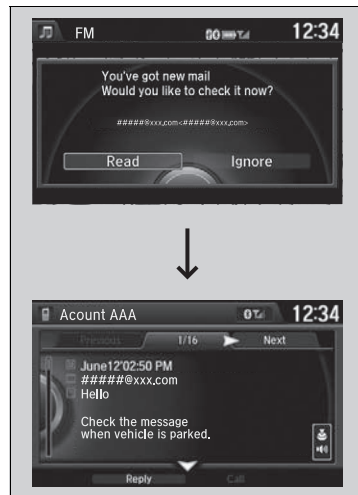 FM 12:34
You've got new mail
Would you like to check it now?
#####@xxx.com<#####@xxx.com>
Read Ignore
Acount AAA 12:34
Previous 1/16 Next
June12'02:50 PM
#####@xxx.com
Hello
Check the message
when vehicle is parked.
Reply Call